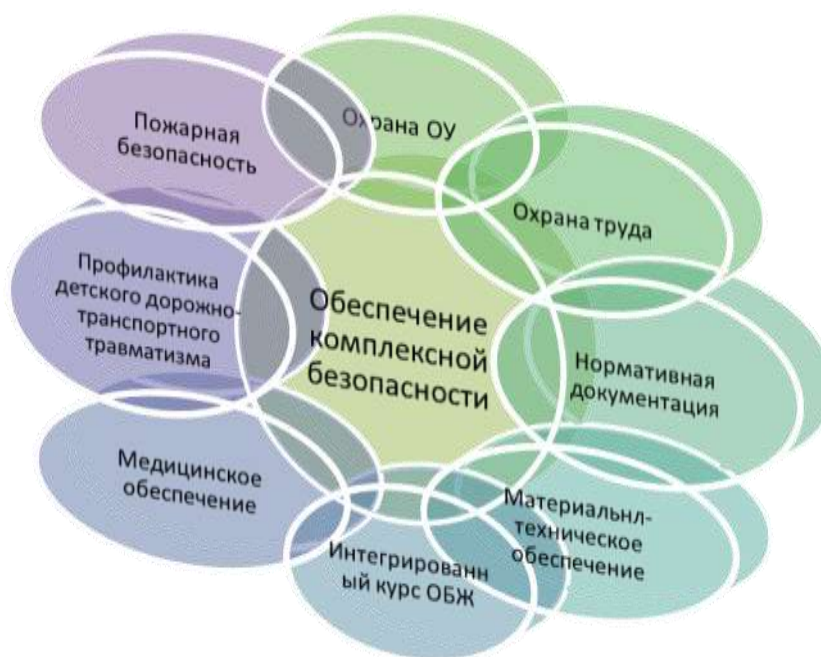 Охрана ОУ
Пожарная
безопасность
Охрана труда
Профилактика
детского дорожно-
транспортного
травматизма
Обеспечение
комплексной
безопасности
Нормативная
документация
Медицинское
обеспечение
Материальнл-
техническое
обеспечение
Интегрированн
ый курс ОБЖ